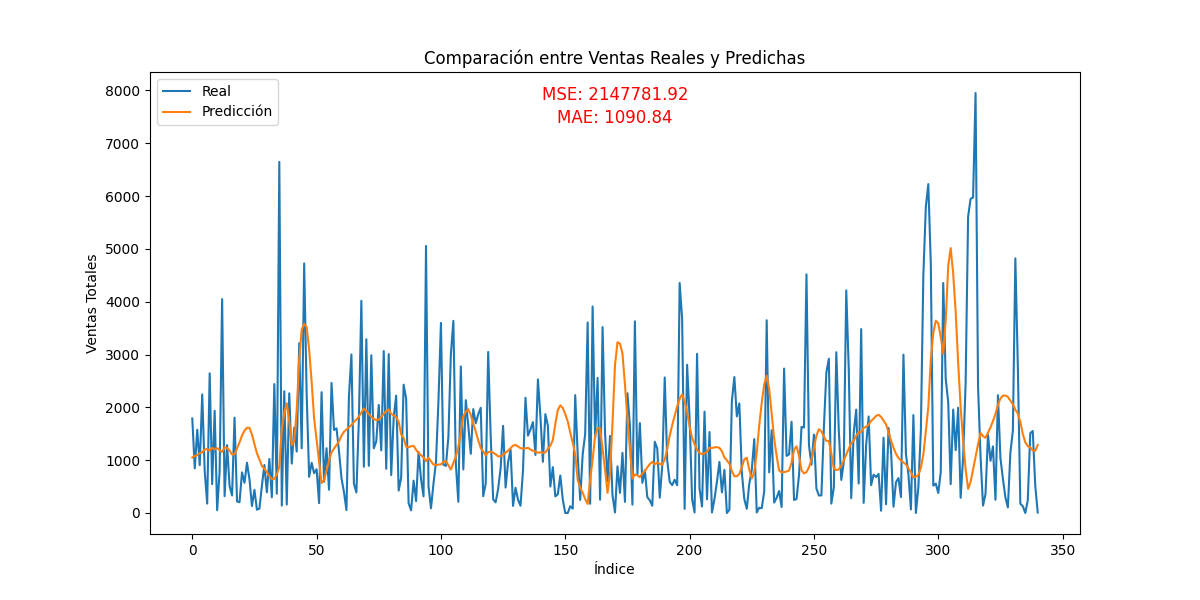 Comparación entre Ventas Reales y Predichas
Real
Predicción
MSE: 2147781.92
MAE: 1090.84
8000
7000
6000
5000
4000
3000
2000
1000
0
Ventas Totales
0 50 100 150 200 250 300 350
Índice